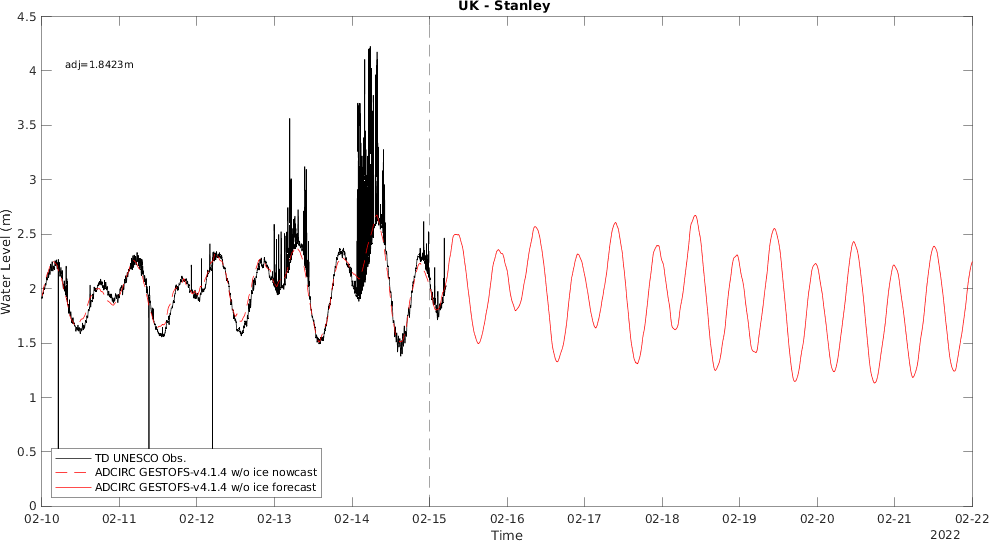 UK - Stanley
adj=1.8423m
Water Level (m)
4.5
4
3.5
3
2.5
2
1.5
1
0.5
0
TD UNESCO Obs.
ADCIRC GESTOFS-v4.1.4 w/o ice nowcast
ADCIRC GESTOFS-v4.1.4 w/o ice forecast
02-10 02-11 02-12 02-13 02-14 02-15 02-16 02-17 02-18 02-19 02-20 02-21 02-22
Time
2022